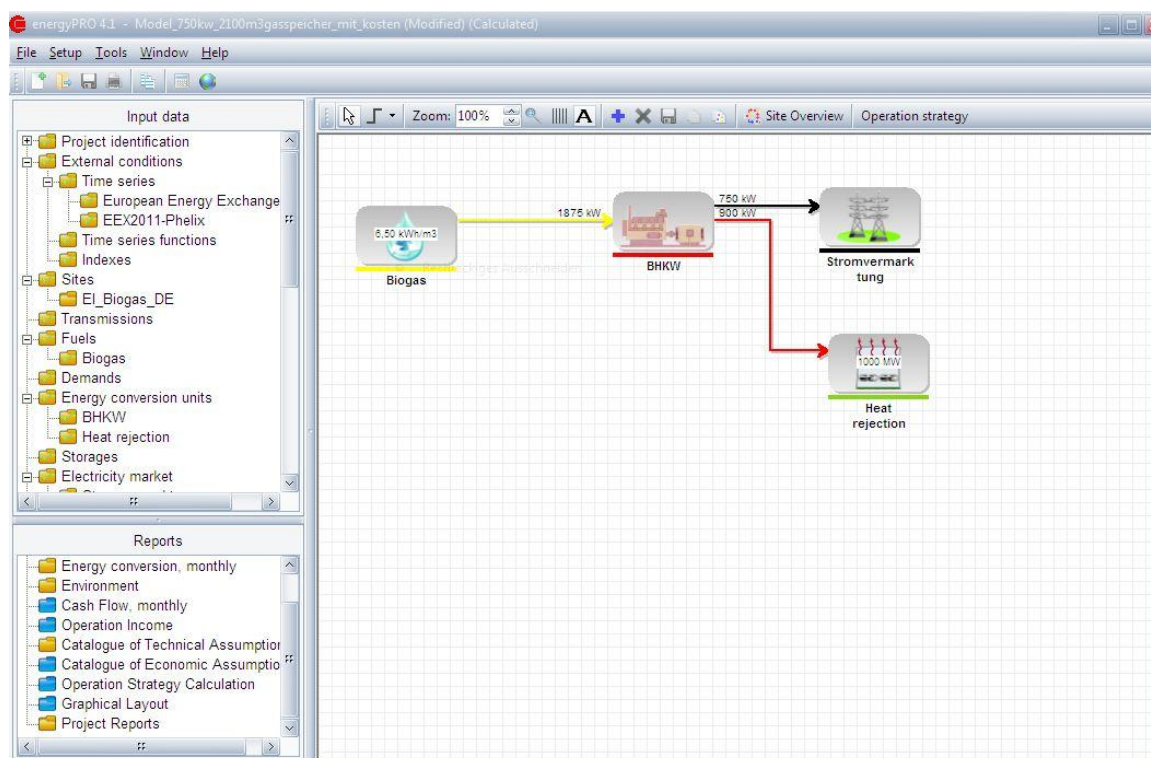 energyPRO 4.1 - Model_750kw_2100m3gasspeicher_mit_kosten (Modified) (Calculated)
File Setup Tools Window Help
Input data
Project identification
External conditions
Time series
European Energy Exchange
EEX2011-Phelix
Time series functions
Indexes
Sites
EI_Biogas_DE
Transmissions
Fuels
Biogas
Demands
Energy conversion units
BHKW
Heat rejection
Storages
Electricity market
Reports
Energy conversion, monthly
Environment
Cash Flow, monthly
Operation Income
Catalogue of Technical Assumption
Catalogue of Economic Assumptio
Operation Strategy Calculation
Graphical Layout
Project Reports
Zoom: 100% A Site Overview Operation strategy
6,50 kWh/m3
Biogas
1875 kW
BHKW
750 kW
900 kW
Stromvermark
tung
1000 MW
Heat
rejection
Rechteckiges Ausschneiden